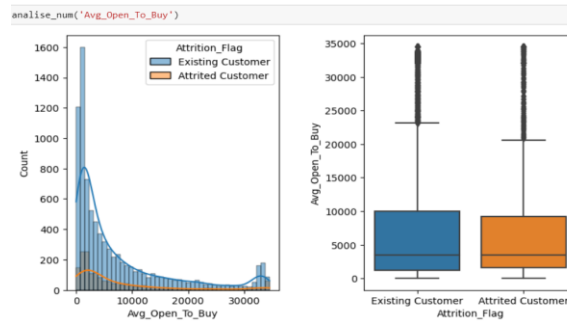 analise_num('Avg_Open_To_Buy')
Attrition_Flag
Existing Customer
Attrited Customer
1600
1400
1200
1000
800
600
400
200
0
Count
0
10000
20000
30000
Avg_Open_To_Buy
35000
30000
25000
20000
15000
10000
5000
0
Avg_Open_To_Buy
Existing Customer
Attrited Customer
Attrition_Flag